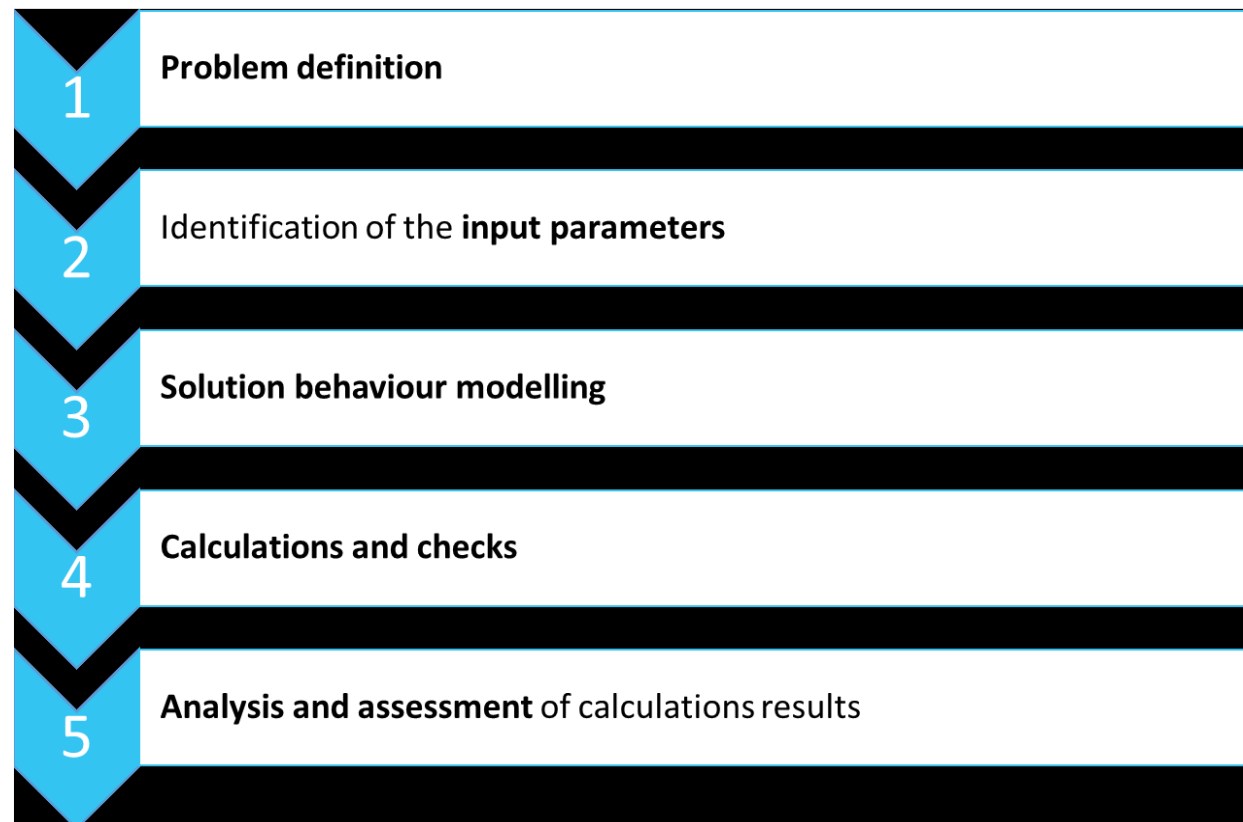 1
Problem definition
2
Identification of the input parameters
3
Solution behaviour modelling
4
Calculations and checks
5
Analysis and assessment of calculations results